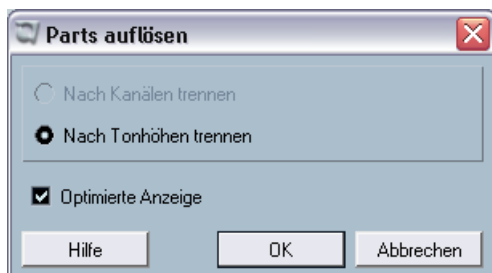 Parts auflösen
Nach Kanälen trennen
Nach Tonhöhen trennen
Optimierte Anzeige
Hilfe OK Abbrechen